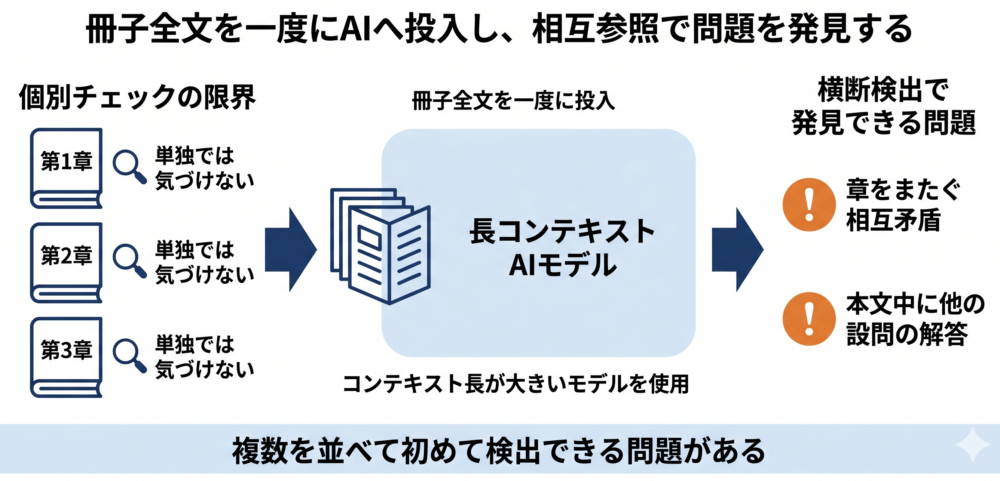 冊子全文を一度にAIへ投入し、相互参照で問題を発見する
個別チェックの限界
第1章
単独では
気づけない
第2章
単独では
気づけない
第3章
単独では
気づけない
冊子全文を一度に投入
長コンテキスト
AIモデル
コンテキスト長が大きいモデルを使用
横断検出で
発見できる問題
章をまたぐ
相互矛盾
本文中に他の
設問の解答
複数を並べて初めて検出できる問題がある